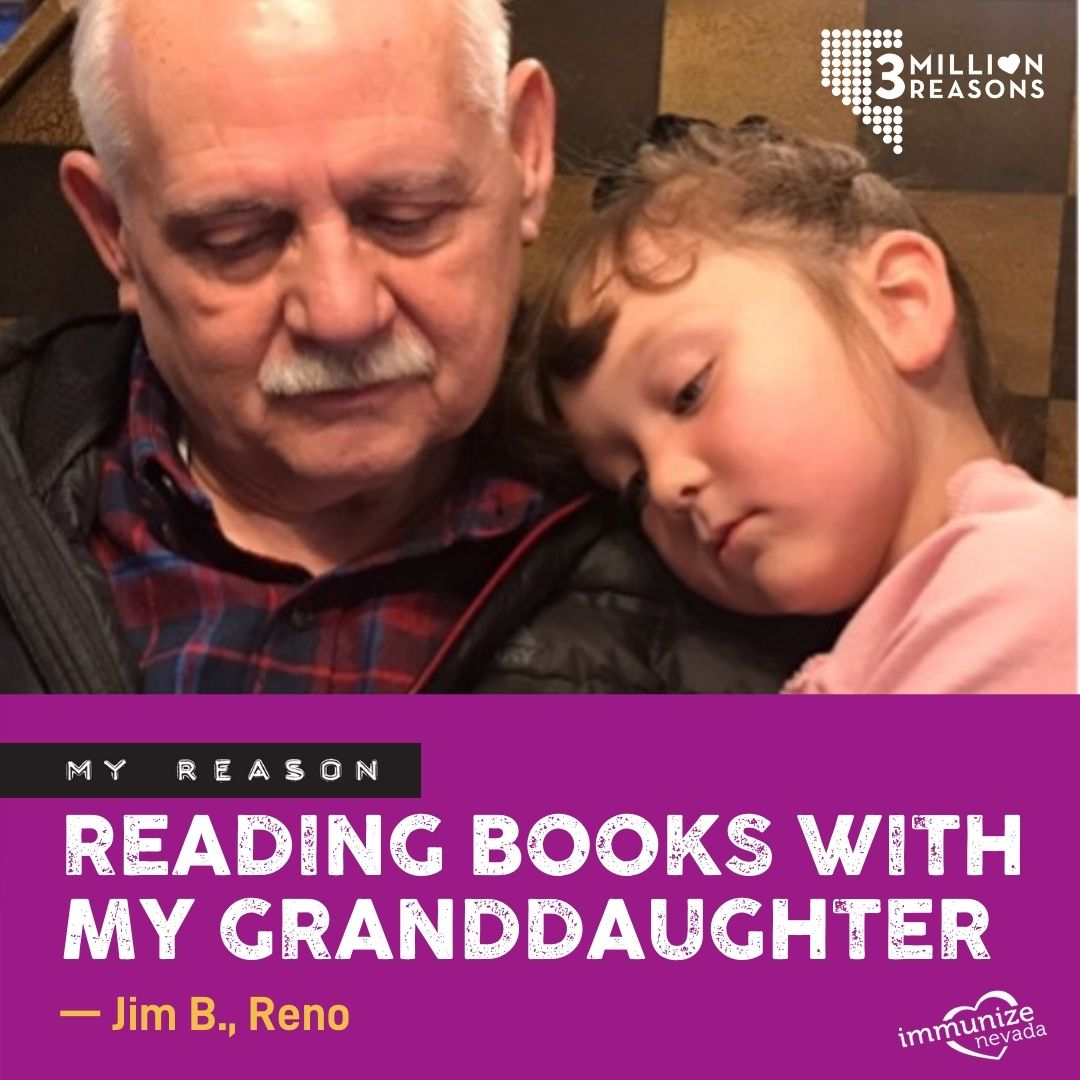 3 MILLION
REASONS
MY REASON
READING BOOKS WITH
MY GRANDDAUGHTER
— Jim B., Reno
immunize
nevada